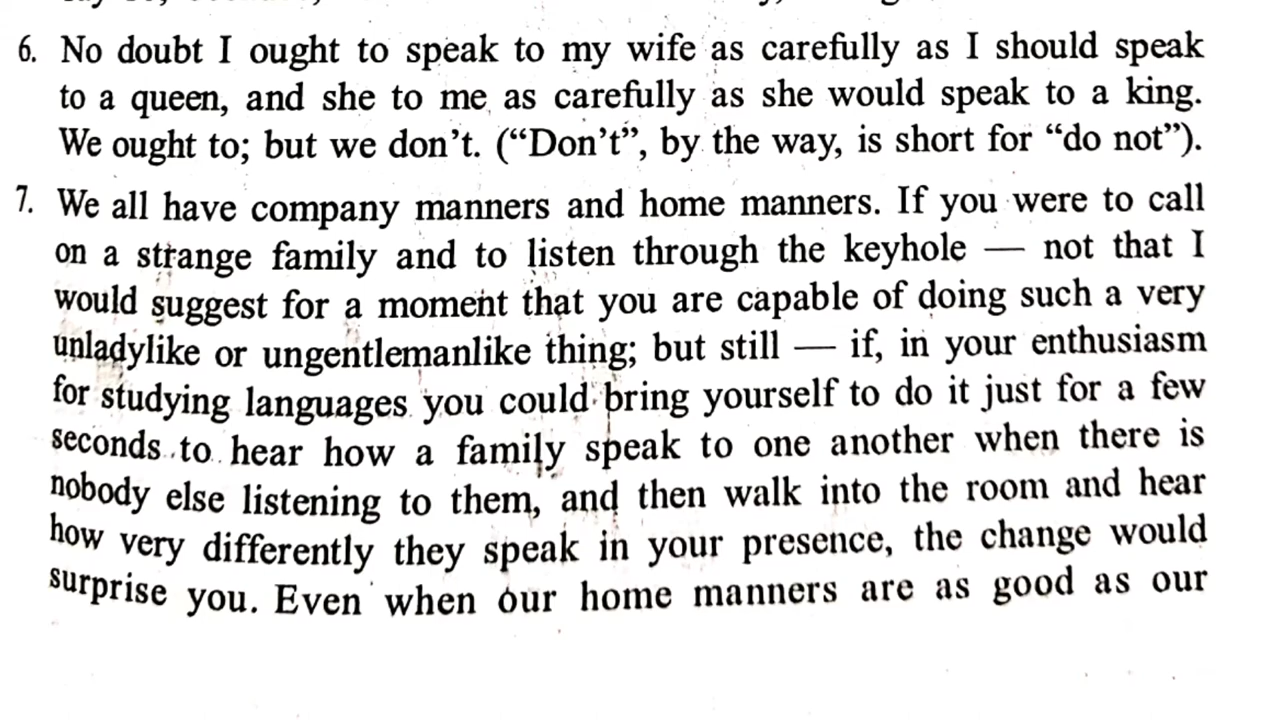 6. No doubt I ought to speak to my wife as carefully as I should speak
to a queen, and she to me as carefully as she would speak to a king.
We ought to; but we don't. (“Don't”, by the way, is short for “do not”).
7. We all have company manners and home manners. If you were to call
on a strange family and to listen through the keyhole — not that I
would suggest for a moment that you are capable of doing such a very
unladylike or ungentlemanlike thing; but still — if, in your enthusiasm
for studying languages you could bring yourself to do it just for a few
seconds to hear how a family speak to one another when there is
nobody else listening to them, and then walk into the room and hear
how very differently they speak in your presence, the change would
surprise you. Even when our home manners are as good as our